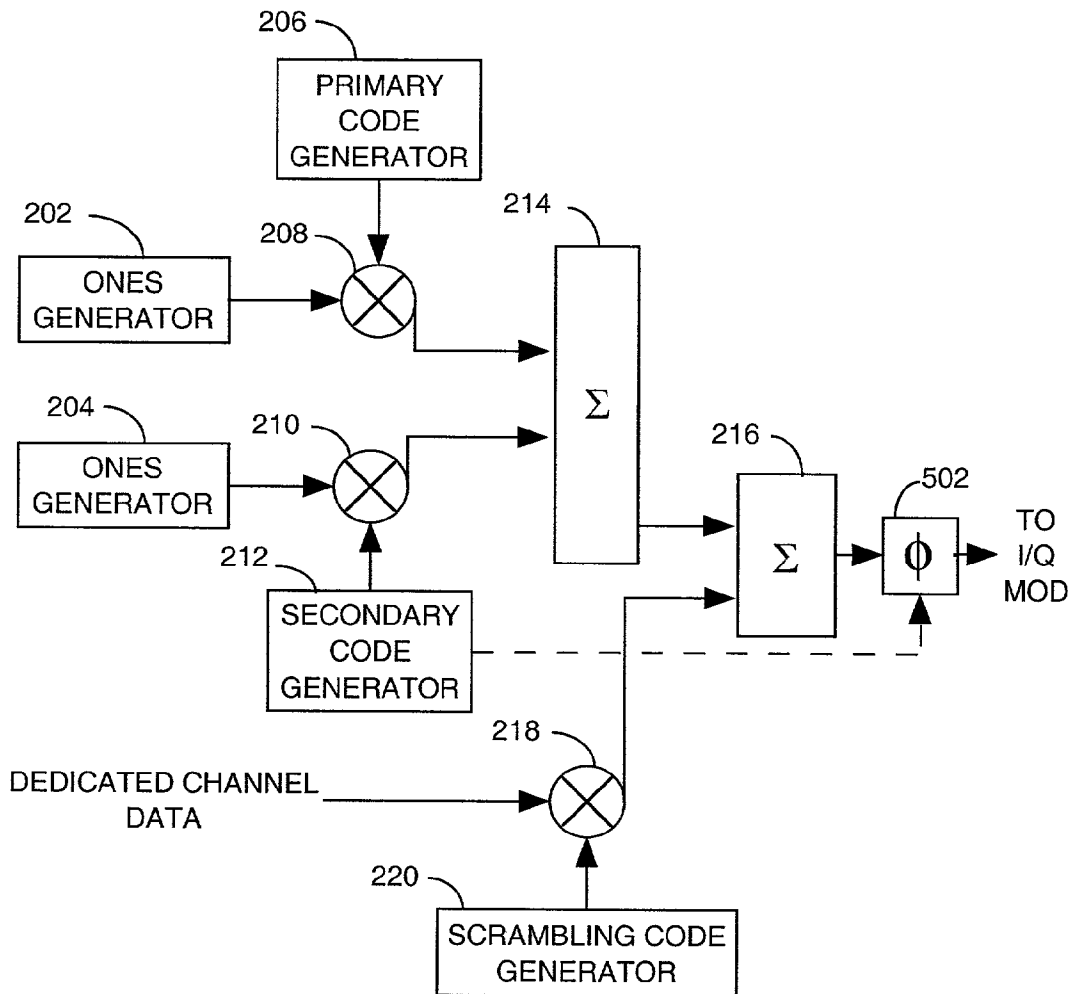 206
PRIMARY
CODE
GENERATOR
202
208
214
ONES
GENERATOR
Σ
204
210
216
502
ONES
GENERATOR
TO
I/Q
MOD
Σ
ϕ
212
SECONDARY
CODE
GENERATOR
218
DEDICATED CHANNEL
DATA
220
SCRAMBLING CODE
GENERATOR